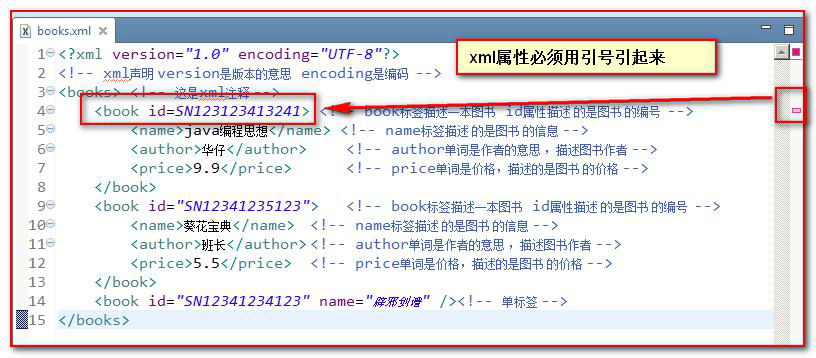 books.xml
xml属性必须用引号引起来
1 <?xml version="1.0" encoding="UTF-8"?>
2 <!-- xml声明 version是版本的意思 encoding是编码 -->
3 <books> <!-- 这是xml注释 -->
4 <book id=SN123123413241> <!-- book标签描述一本图书 id属性描述 的是图书 的编号 -->
5 <name>java编程思想</name> <!-- name标签描述 的是图书 的信息 -->
6 <author>华仔</author> <!-- author单词是作者的意思 ，描述图书作者 -->
7 <price>9.9</price> <!-- price单词是价格，描述的是图书 的价格 -->
8 </book>
9 <book id="SN12341235123"> <!-- book标签描述一本图书 id属性描述 的是图书 的编号 -->
10 <name>葵花宝典</name> <!-- name标签描述 的是图书 的信息 -->
11 <author>班长</author> <!-- author单词是作者的意思 ，描述图书作者 -->
12 <price>5.5</price> <!-- price单词是价格，描述的是图书 的价格 -->
13 </book>
14 <book id="SN12341234123" name="辟邪剑谱" /><!-- 单标签 -->
15 </books>